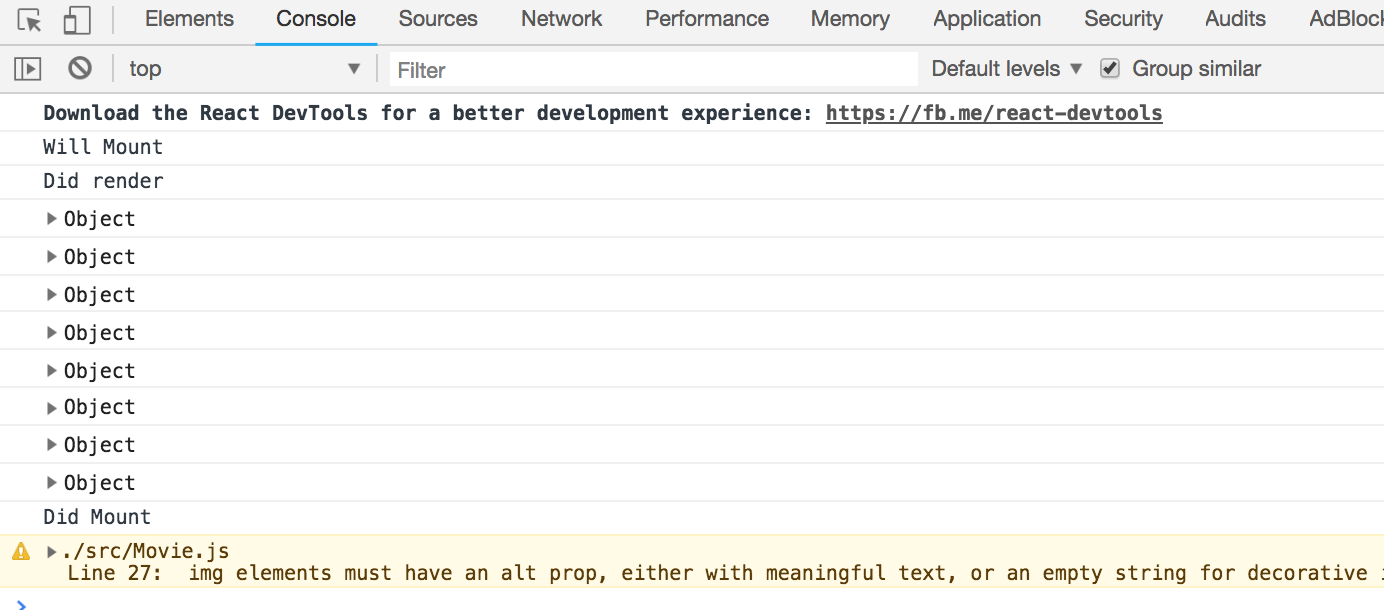 Elements Console Sources Network Performance Memory Application Security Audits AdBlock
top Filter Default levels Group similar
Download the React DevTools for a better development experience: https://fb.me/react-devtools
Will Mount
Did render
Object
Object
Object
Object
Object
Object
Object
Object
Did Mount
./src/Movie.js
Line 27: img elements must have an alt prop, either with meaningful text, or an empty string for decorative